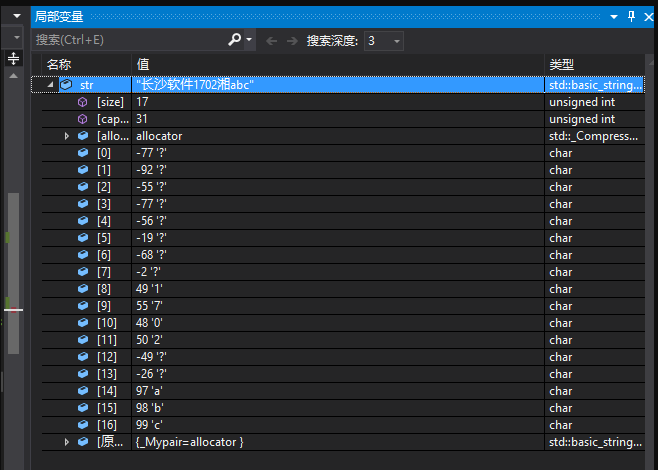 局部变量
搜索(Ctrl+E) 搜索深度: 3
名称 值 类型
str "长沙软件1702湘abc" std::basic_string...
[size] 17 unsigned int
[cap... 31 unsigned int
[allo... allocator std::_Compress...
[0] -77 '?' char
[1] -92 '?' char
[2] -55 '?' char
[3] -77 '?' char
[4] -56 '?' char
[5] -19 '?' char
[6] -68 '?' char
[7] -2 '?' char
[8] 49 '1' char
[9] 55 '7' char
[10] 48 '0' char
[11] 50 '2' char
[12] -49 '?' char
[13] -26 '?' char
[14] 97 'a' char
[15] 98 'b' char
[16] 99 'c' char
[原... {_Mypair=allocator } std::basic_string...